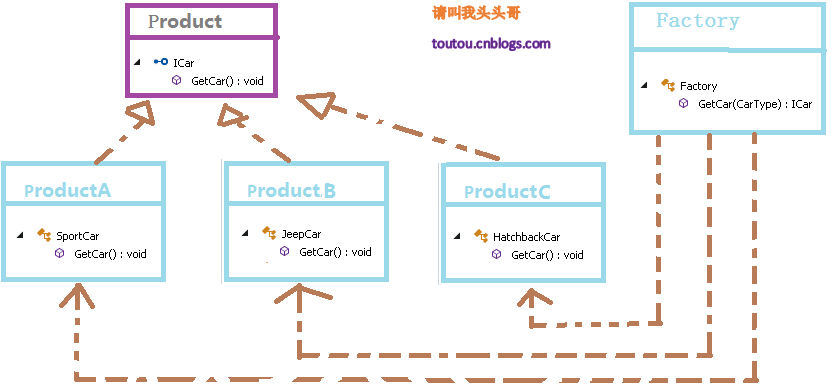 Product
ICar
GetCar() : void
请叫我头头哥
toutou.cnblogs.com
Factory
Factory
GetCar(CarType) : ICar
ProductA
SportCar
GetCar() : void
Product.B
JeepCar
GetCar() : void
ProductC
HatchbackCar
GetCar() : void